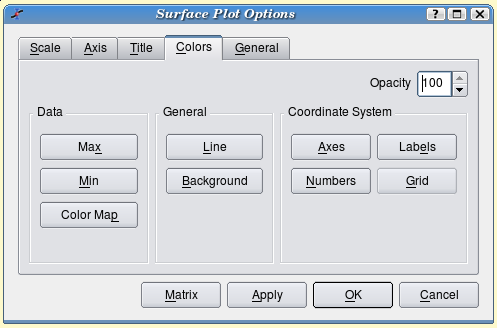 Surface Plot Options ?
Scale Axis Title Colors General
Opacity 100
Data General Coordinate System
Max Line Axes Labels
Min Background Numbers Grid
Color Map
Matrix Apply OK Cancel